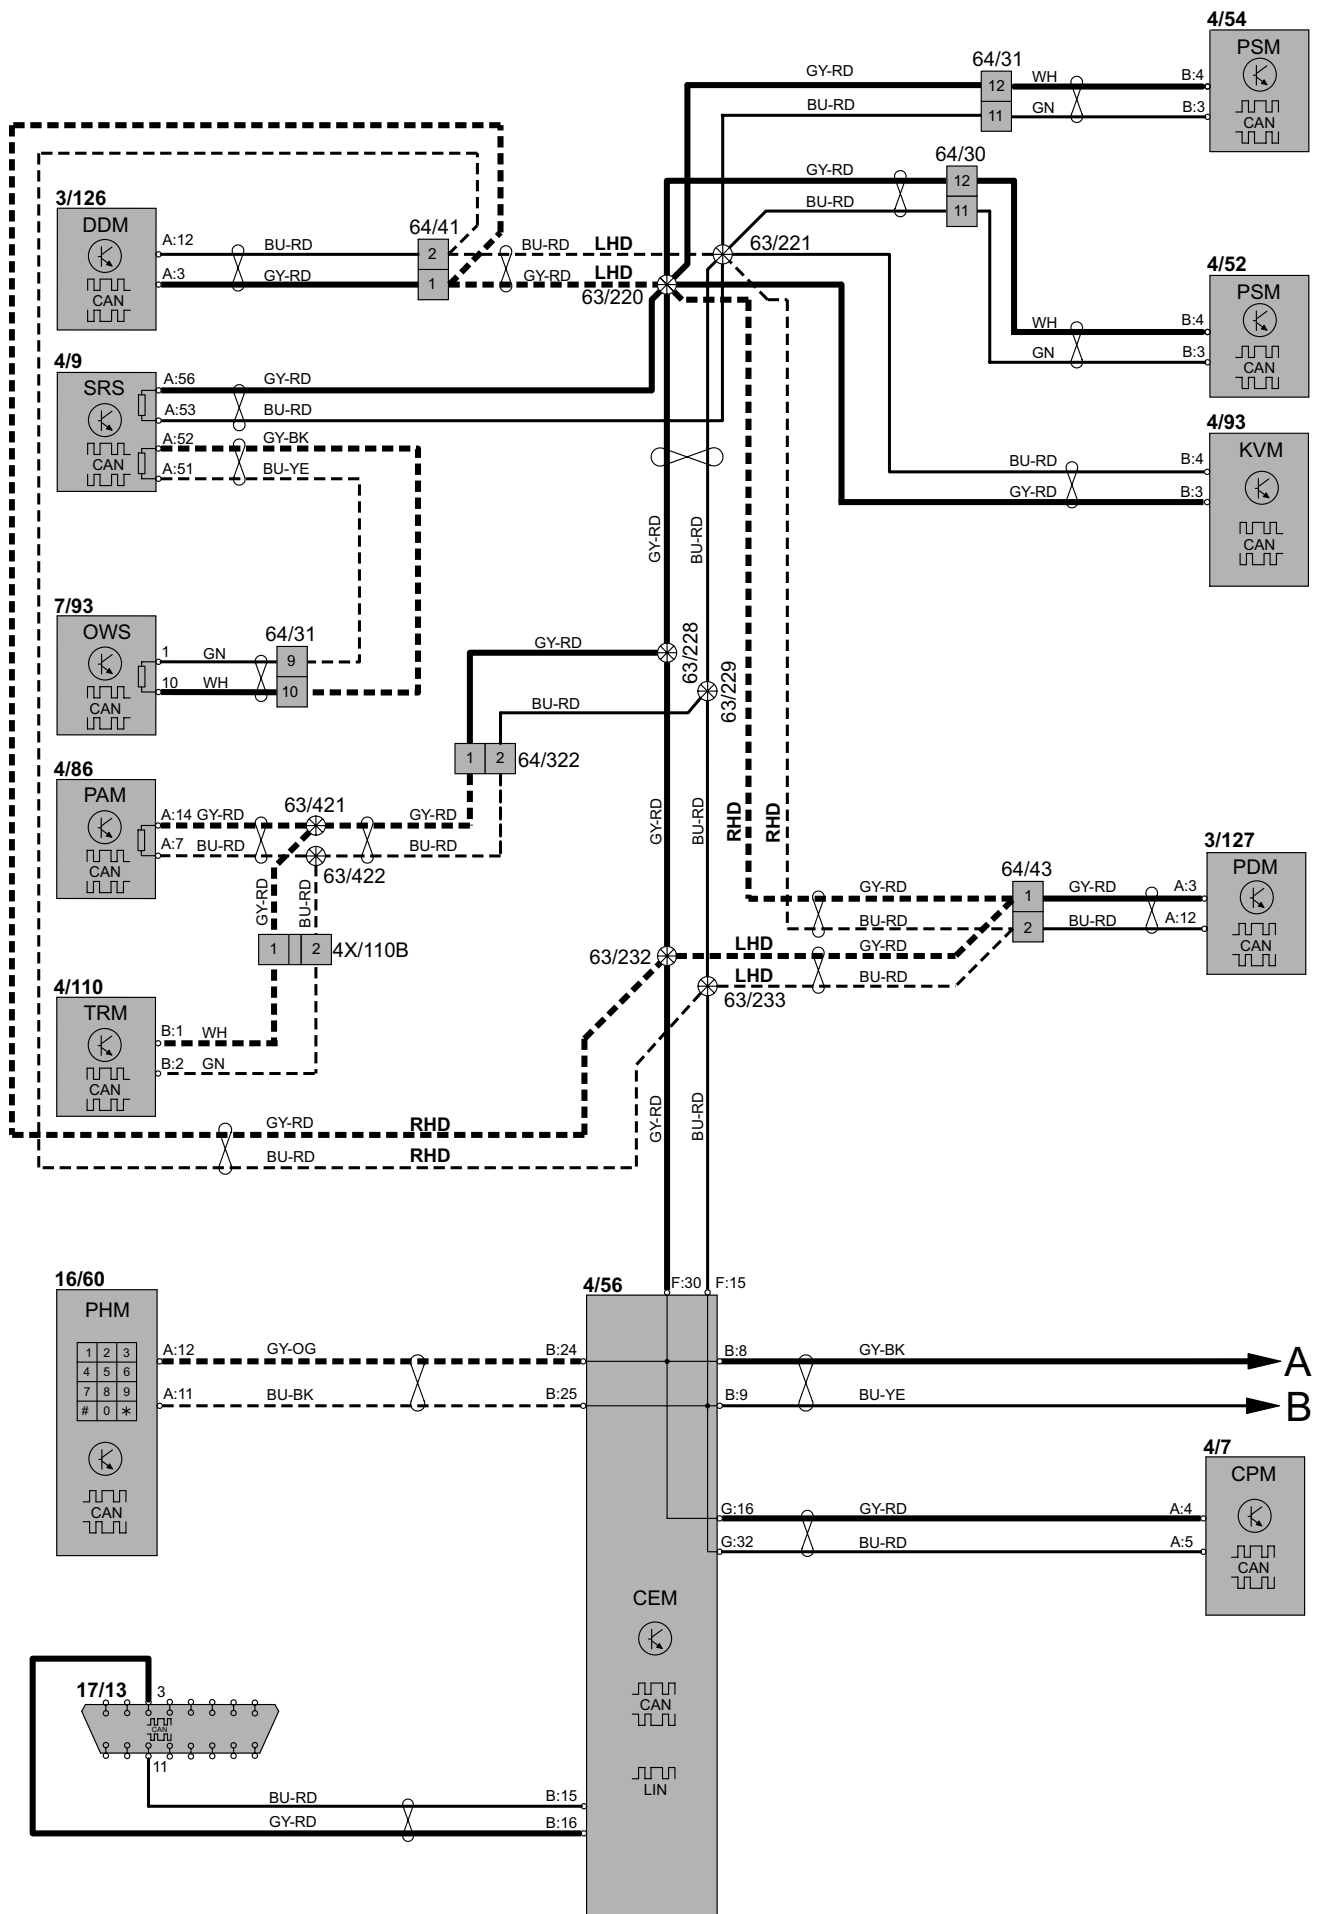 4/54
PSM
CAN
B:4
B:3
64/31
12
11
GY-RD
WH
BU-RD
GN
64/30
12
11
GY-RD
BU-RD
3/126
DDM
CAN
A:12
BU-RD
A:3
GY-RD
64/41
2
1
BU-RD
LHD
GY-RD
LHD
63/221
63/220
4/52
PSM
CAN
WH
B:4
GN
B:3
4/9
SRS
CAN
A:56
GY-RD
A:53
BU-RD
A:52
GY-BK
A:51
BU-YE
4/93
KVM
CAN
BU-RD
B:4
GY-RD
B:3
GY-RD
BU-RD
7/93
OWS
CAN
1
GN
10
WH
64/31
9
10
GY-RD
63/228
63/229
BU-RD
1
2
64/322
4/86
PAM
CAN
A:14
GY-RD
A:7
BU-RD
63/421
GY-RD
BU-RD
63/422
GY-RD
BU-RD
1
2
4X/110B
GY-RD
BU-RD
RHD
RHD
3/127
PDM
CAN
64/43
1
2
GY-RD
A:3
BU-RD
A:12
GY-RD
BU-RD
LHD
GY-RD
LHD
BU-RD
63/232
63/233
4/110
TRM
CAN
B:1
WH
B:2
GN
GY-RD
RHD
BU-RD
RHD
GY-RD
BU-RD
16/60
PHM
1 2 3
4 5 6
7 8 9
# 0 *
CAN
A:12
GY-OG
B:24
A:11
BU-BK
B:25
4/56
F:30
F:15
B:8
GY-BK
A
B:9
BU-YE
B
4/7
CPM
CAN
G:16
GY-RD
A:4
G:32
BU-RD
A:5
CEM
CAN
LIN
17/13
3
CAN
11
BU-RD
B:15
GY-RD
B:16